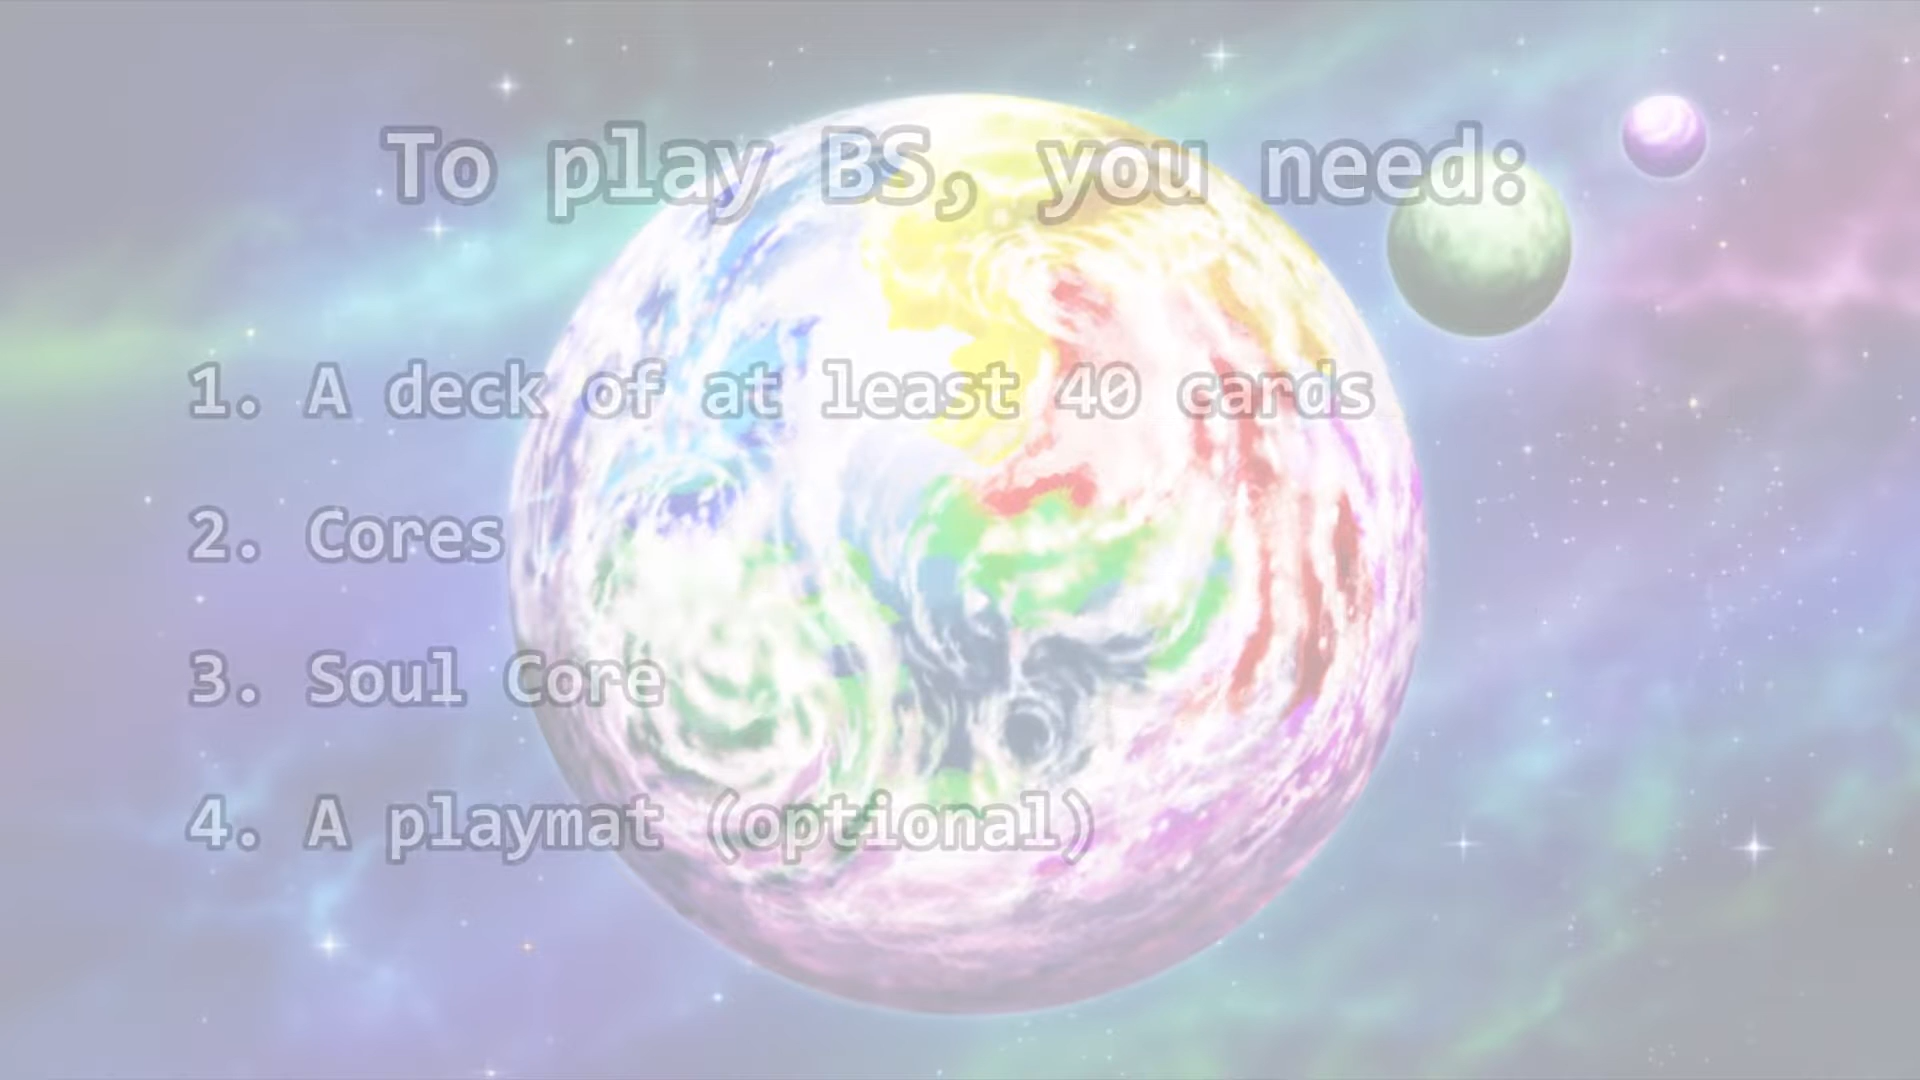 To play BS, you need:
1. A deck of at least 40 cards
2. Cores
3. Soul Core
4. A playmat (optional)